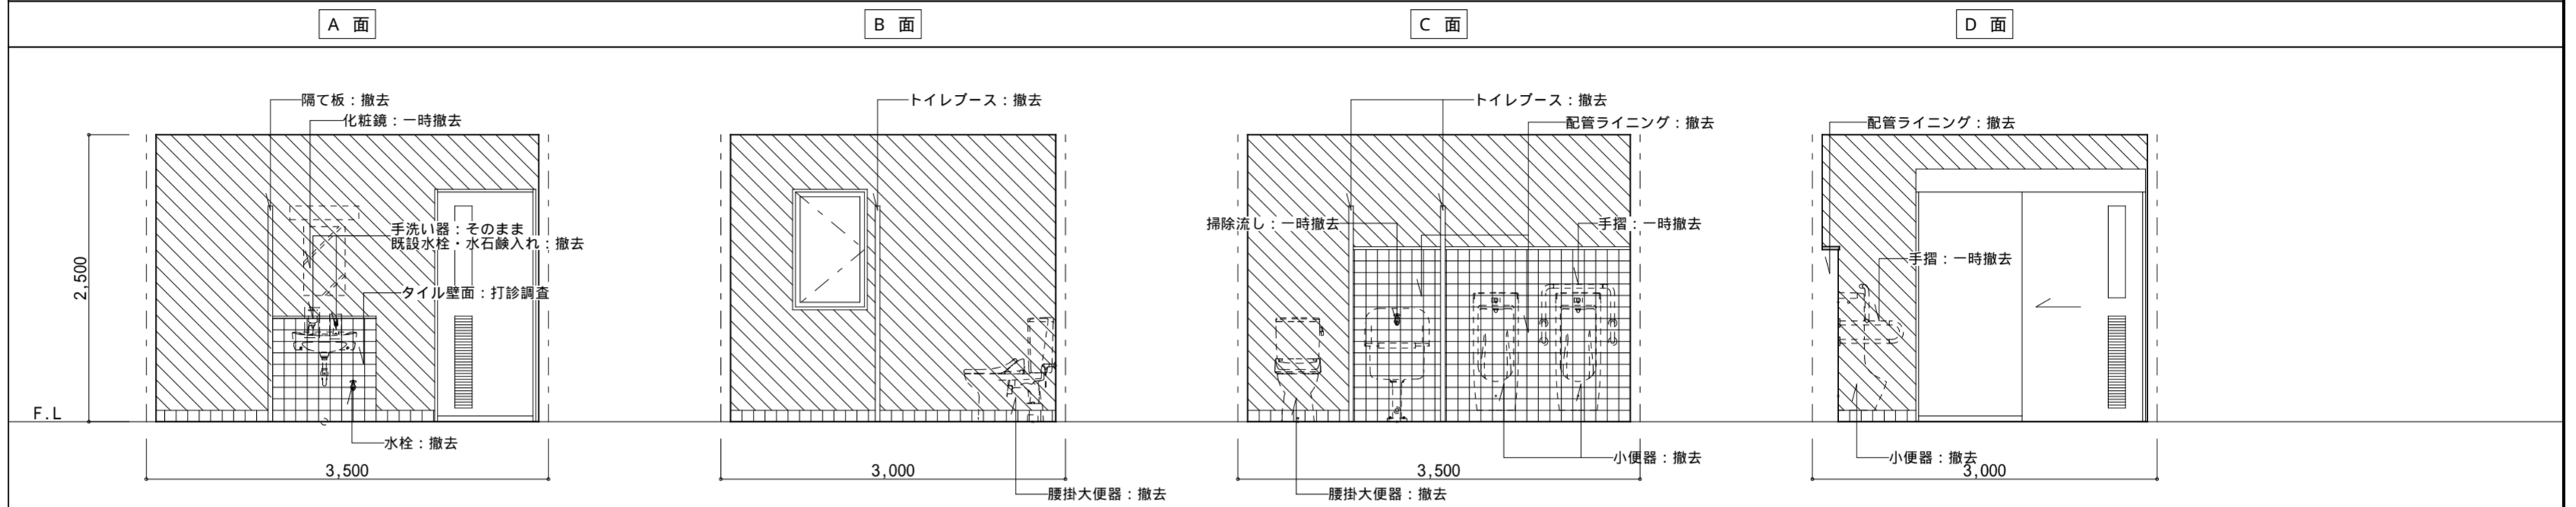 A 面
B 面
C 面
D 面
隔て板：撤去
化粧鏡：一時撤去
手洗い器：そのまま
既設水栓・水石鹸入れ：撤去
タイル壁面：打診調査
水栓：撤去
2,500
F.L
3,500
トイレブース：撤去
腰掛大便器：撤去
3,000
トイレブース：撤去
配管ライニング：撤去
掃除流し：一時撤去
手摺：一時撤去
小便器：撤去
腰掛大便器：撤去
3,500
配管ライニング：撤去
手摺：一時撤去
小便器：撤去
3,000